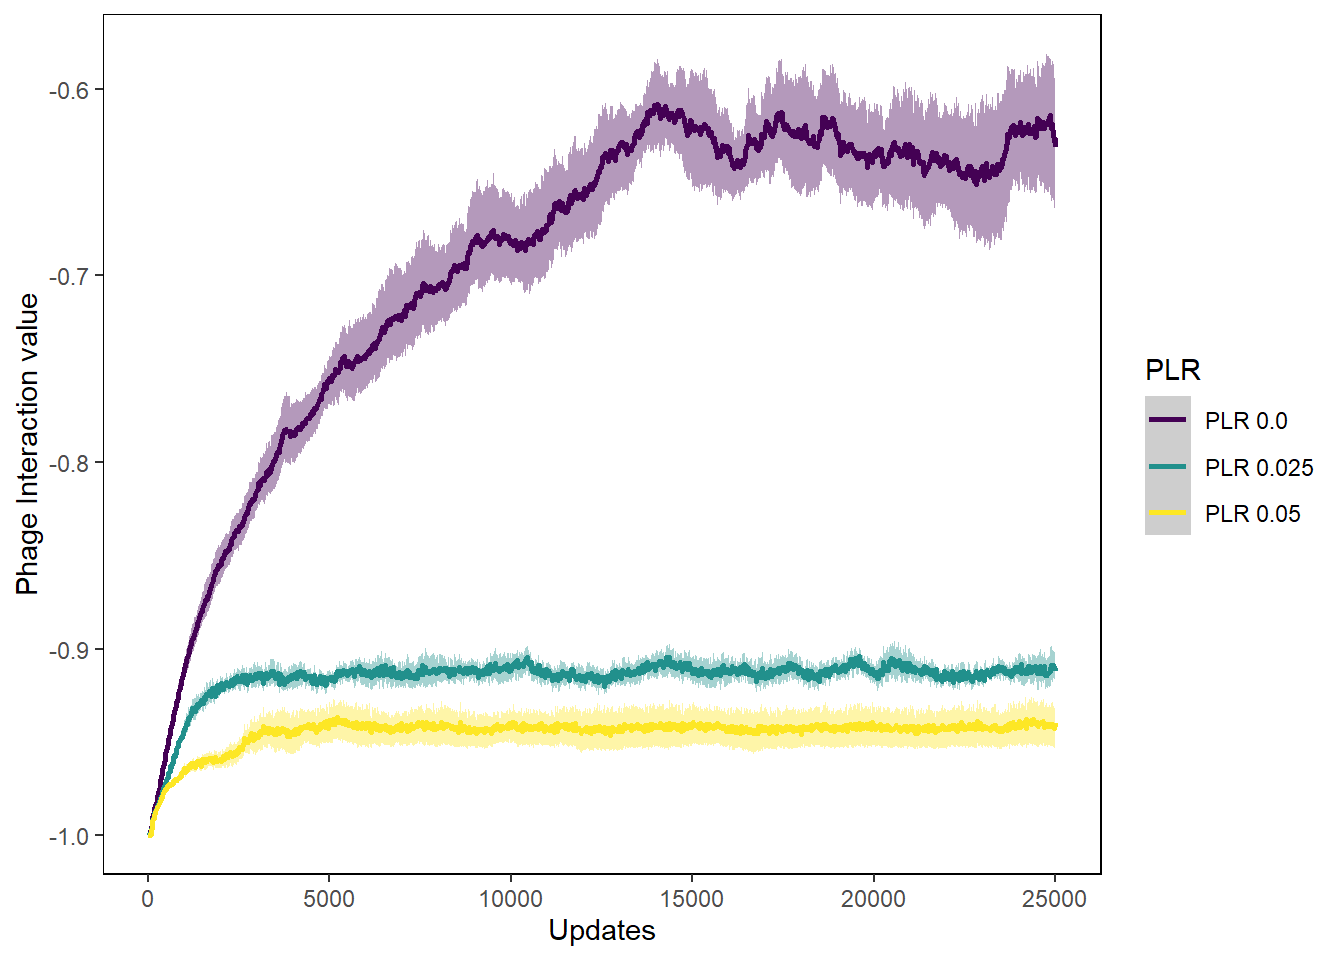 -0.6
-0.7
-0.8
-0.9
-1.0
Phage Interaction value
0 5000 10000 15000 20000 25000
Updates
PLR
PLR 0.0
PLR 0.025
PLR 0.05